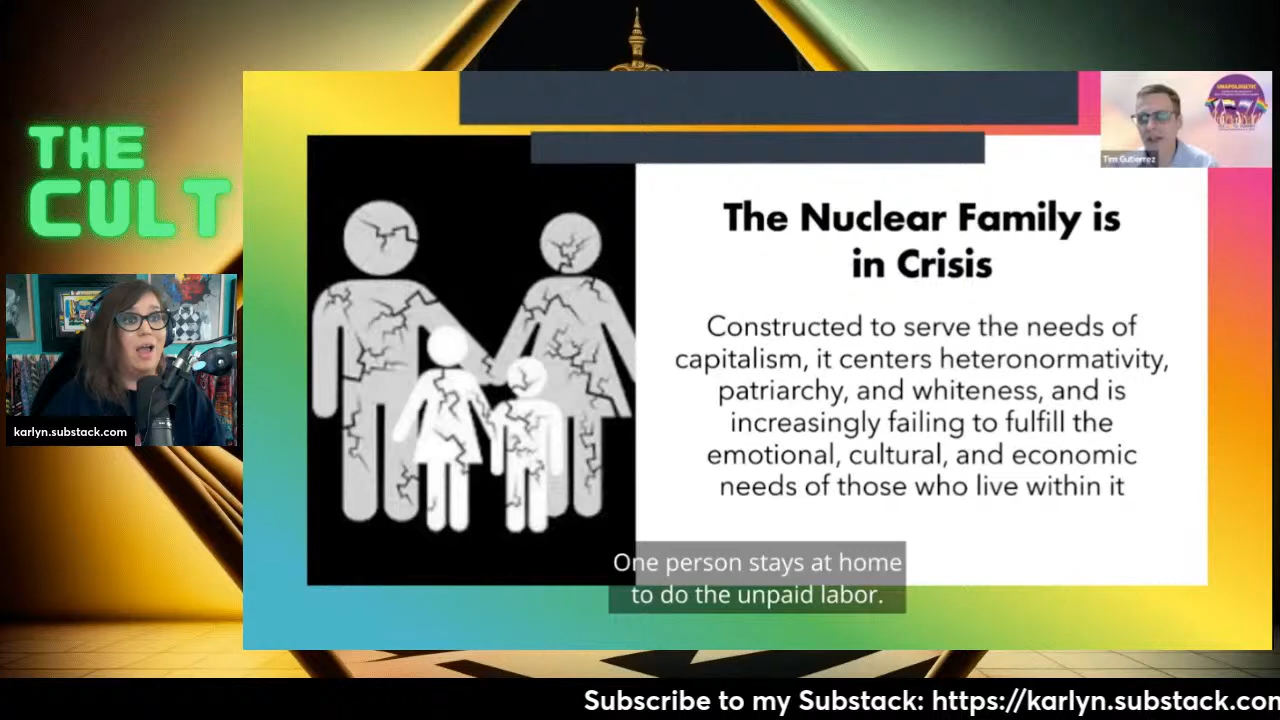 THE
CULT
karlyn.substack.com
UNAPOLOGETIC
Tim Gutierrez
The Nuclear Family is
in Crisis
Constructed to serve the needs of
capitalism, it centers heteronormativity,
patriarchy, and whiteness, and is
increasingly failing to fulfill the
emotional, cultural, and economic
needs of those who live within it
One person stays at home
to do the unpaid labor.
Subscribe to my Substack: https://karlyn.substack.con